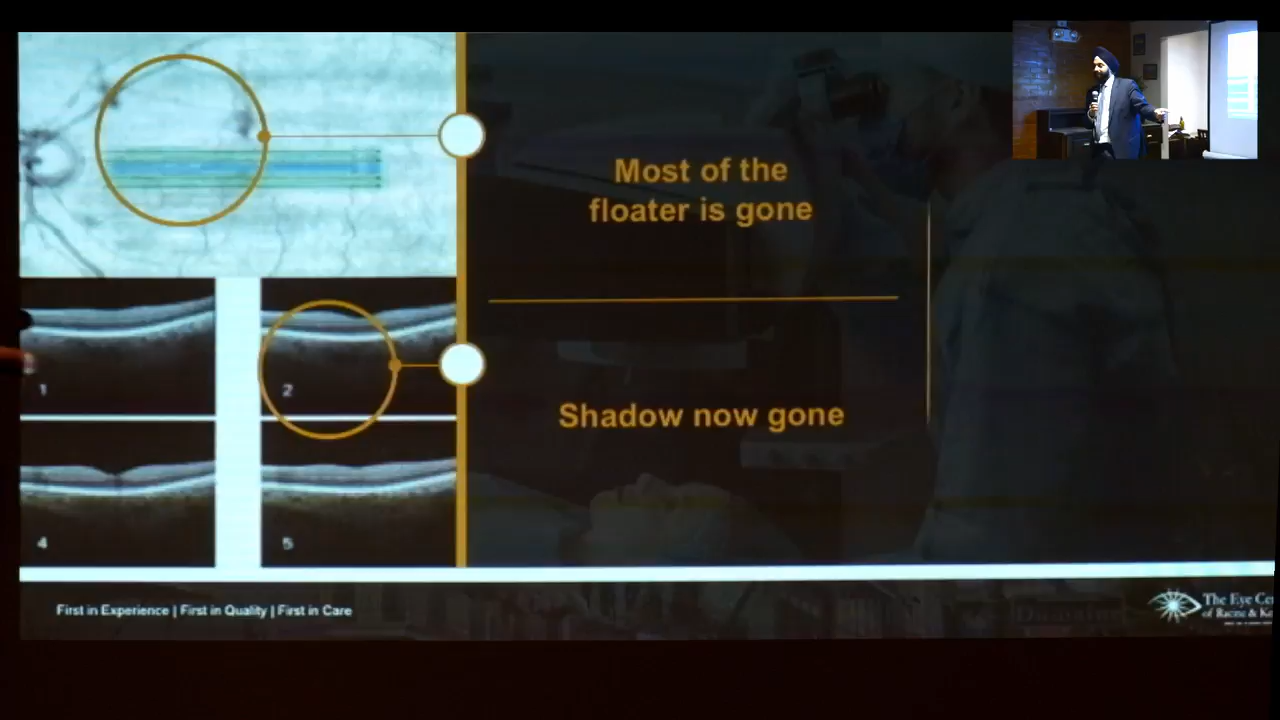 Most of the
floater is gone
Shadow now gone
1
2
4
5
First in Experience | First in Quality | First in Care
The Eye
of Racine &